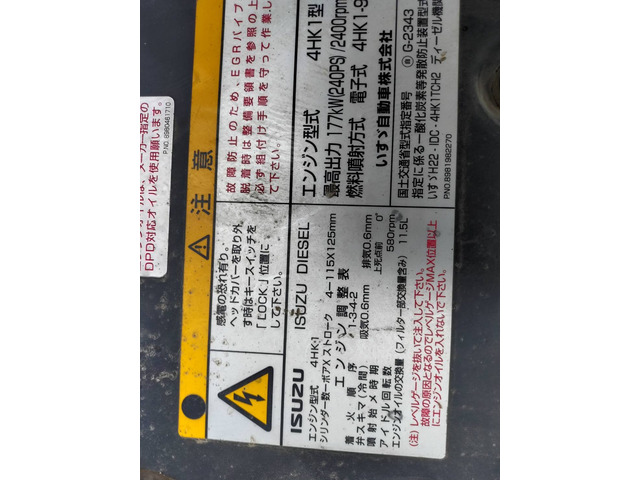 DPD対応オイルを使用願います。
P.NO. 8980461710
注意
故障防止のため、EGRパイプ
脱着時は整備要領書を参照の上
必ず組付け手順を守って作業し
て下さい。
感電の恐れ有り。
ヘッドカバーを取り外
す時はキースイッチを
「LOCK」位置に
して下さい。
ISUZU ISUZU DIESEL
エンジン型式 4HK1
シリンダー数ーボアXストローク 4－115X125mm
エンジン調整表
着火順序 1-3-4-2
弁スキマ(冷間) 吸気0.6mm 排気0.6mm
噴射始メ時期 上死点前 0°
アイドル回転数 580rpm
エンジンオイルの交換量(フィルター部交換量含み) 11.5L
(注)レベルゲージを抜いて注入して下さい。
故障の原因となるのでレベルゲージMAX位置以上
にエンジンオイルを入れないで下さい。
エンジン型式 4HK1型
最高出力 177kW(240PS)/2400rpm
燃料噴射方式 電子式 4HK1-9
いすゞ自動車株式会社
国土交通省型式指定番号 G-2343
指定に係る一酸化炭素等発散防止装置型式
いすゞH22・IDC・4HK1TCH2 ディーゼル機関
P.NO.8981982270